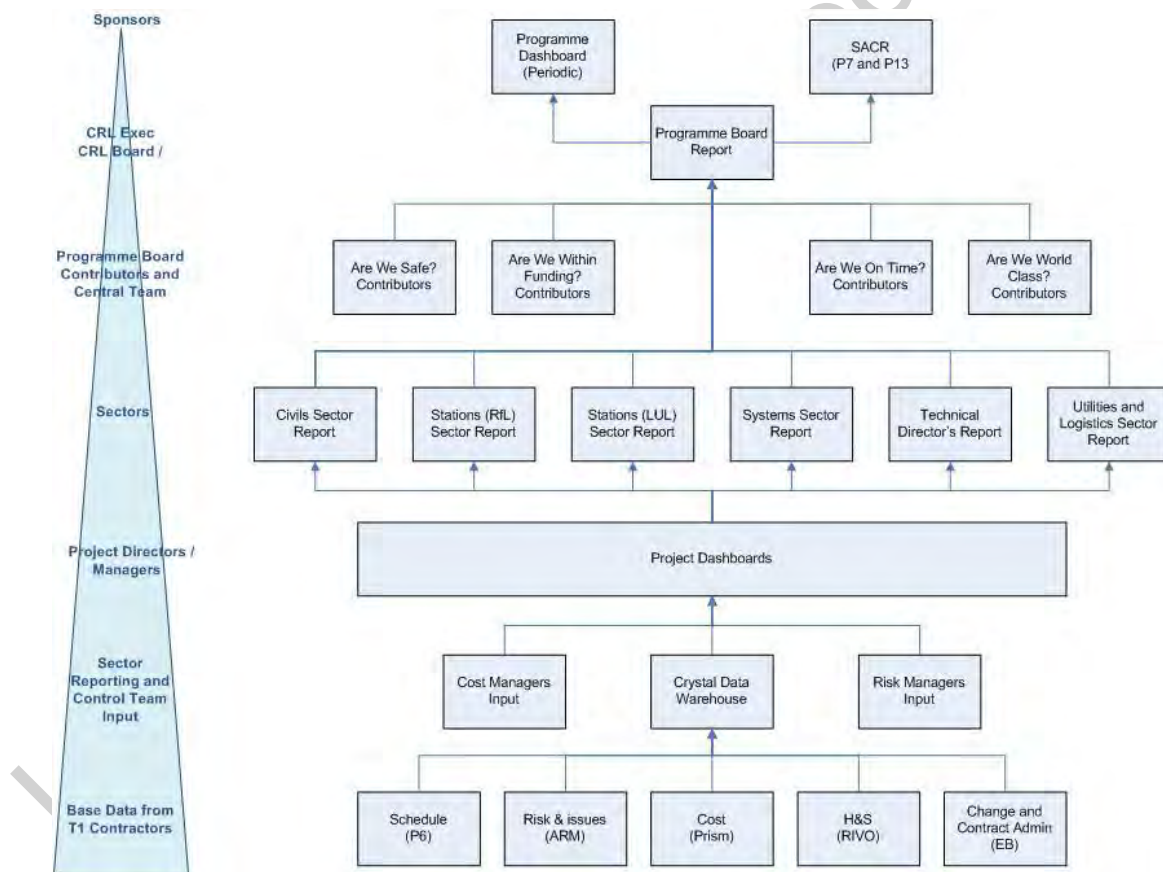 Sponsors
Programme
Dashboard
(Periodic)
SACR
(P7 and P13
CRL Exec
CRL Board /
Programme Board
Report
Programme Board
Contributors and
Central Team
Are We Safe?
Contributors
Are We Within
Funding?
Contributors
Are We On Time?
Contributors
Are We World
Class?
Contributors
Sectors
Civils Sector
Report
Stations (RfL)
Sector Report
Stations (LUL)
Sector Report
Systems Sector
Report
Technical
Director's Report
Utilities and
Logistics Sector
Report
Project Directors /
Managers
Project Dashboards
Sector
Reporting and
Control Team
Input
Cost Managers
Input
Crystal Data
Warehouse
Risk Managers
Input
Base Data from
T1 Contractors
Schedule
(P6)
Risk & issues
(ARM)
Cost
(Prism)
H&S
(RIVO)
Change and
Contract Admin
(EB)